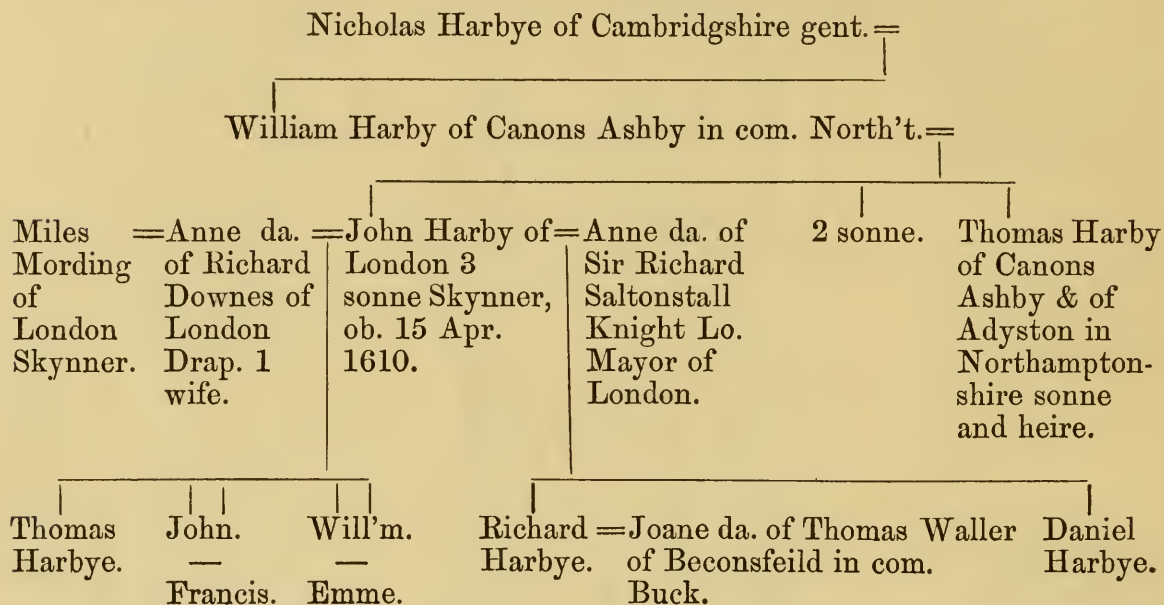 Nicholas Harbye of Cambridgshire gent.=
William Harby of Canons Ashby in com. North't.=
Miles
Mording
of
London
Skynner.
=Anne da.
of Richard
Downes of
London
Drap. 1
wife.
=John Harby of
London 3
sonne Skynner,
ob. 15 Apr.
1610.
=Anne da. of
Sir Richard
Saltonstall
Knight Lo.
Mayor of
London.
2 sonne.
Thomas Harby
of Canons
Ashby & of
Adyston in
Northampton-
shire sonne
and heire.
Thomas
Harbye.
John.
—
Francis.
Will'm.
—
Emme.
Richard
Harbye.
=Joane da. of Thomas Waller
of Beconsfeild in com.
Buck.
Daniel
Harbye.